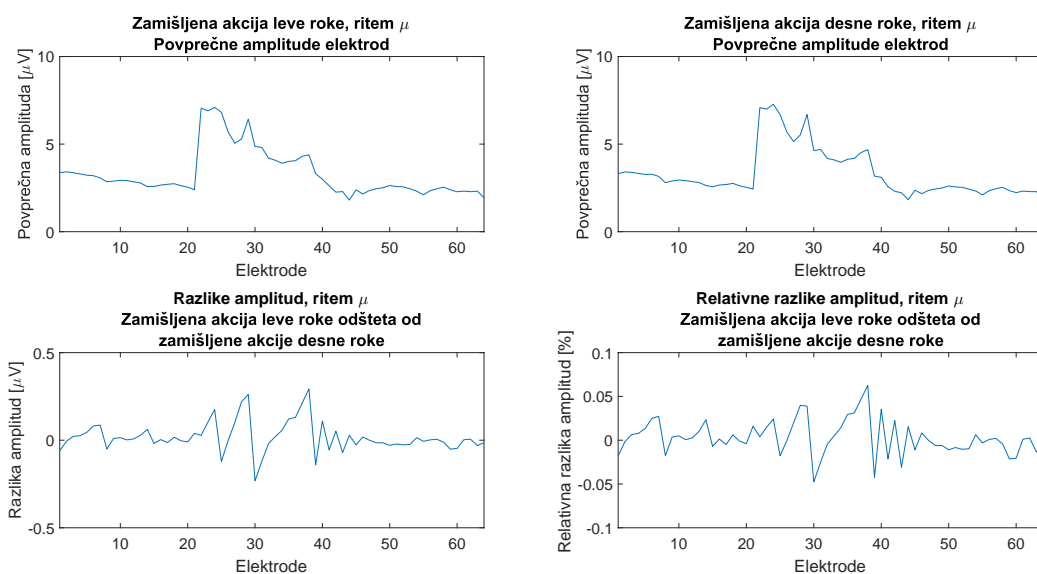 Zamišljena akcija leve roke, ritem μ
Povprečne amplitude elektrod
Povprečna amplituda [μV]
10
5
0
10 20 30 40 50 60
Elektrode
Zamišljena akcija desne roke, ritem μ
Povprečne amplitude elektrod
Povprečna amplituda [μV]
10
5
0
10 20 30 40 50 60
Elektrode
Razlike amplitud, ritem μ
Zamišljena akcija leve roke odšteta od
zamišljene akcije desne roke
Razlika amplitud [μV]
0.5
0
-0.5
10 20 30 40 50 60
Elektrode
Relativne razlike amplitud, ritem μ
Zamišljena akcija leve roke odšteta od
zamišljene akcije desne roke
Relativna razlika amplitud [%]
0.1
0.05
0
-0.05
-0.1
10 20 30 40 50 60
Elektrode